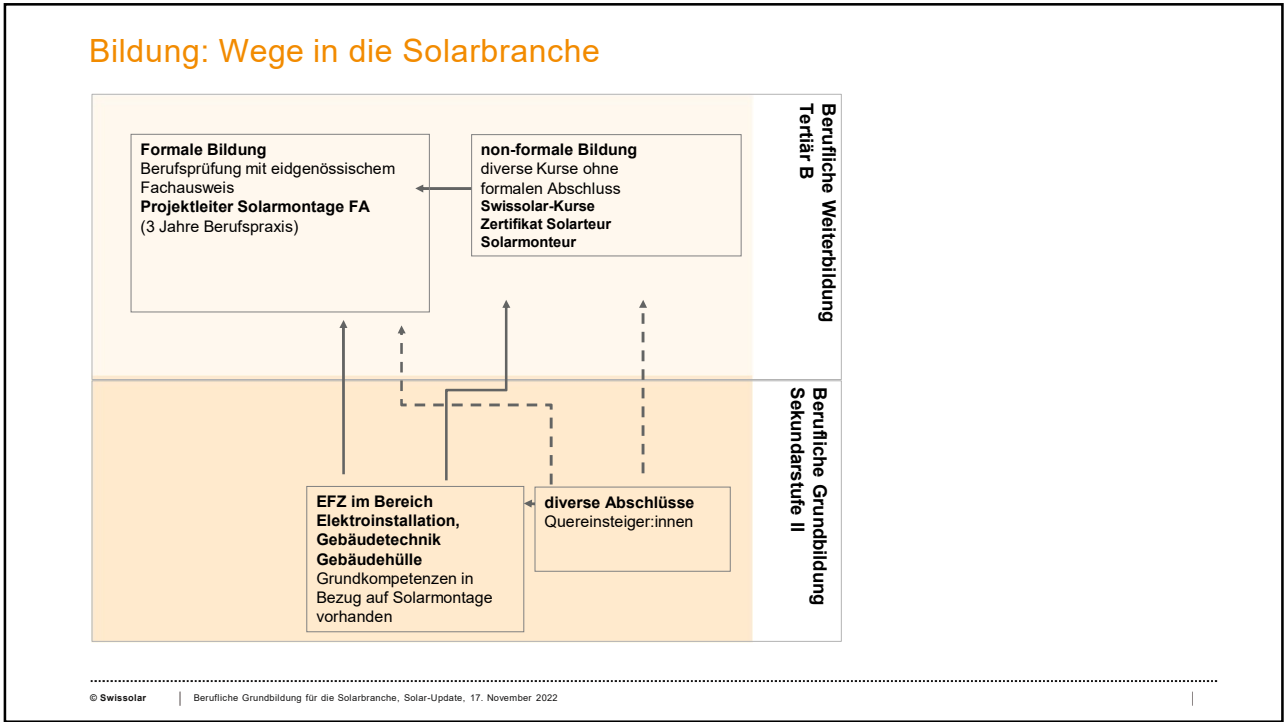 Bildung: Wege in die Solarbranche
Formale Bildung
Berufsprüfung mit eidgenössischem
Fachausweis
Projektleiter Solarmontage FA
(3 Jahre Berufspraxis)
non-formale Bildung
diverse Kurse ohne
formalen Abschluss
Swissolar-Kurse
Zertifikat Solarteur
Solarmonteur
Berufliche Weiterbildung
Tertiär B
EFZ im Bereich
Elektroinstallation,
Gebäudetechnik
Gebäudehülle
Grundkompetenzen in
Bezug auf Solarmontage
vorhanden
diverse Abschlüsse
Quereinsteiger:innen
Berufliche Grundbildung
Sekundarstufe II
© Swissolar | Berufliche Grundbildung für die Solarbranche, Solar-Update, 17. November 2022 |